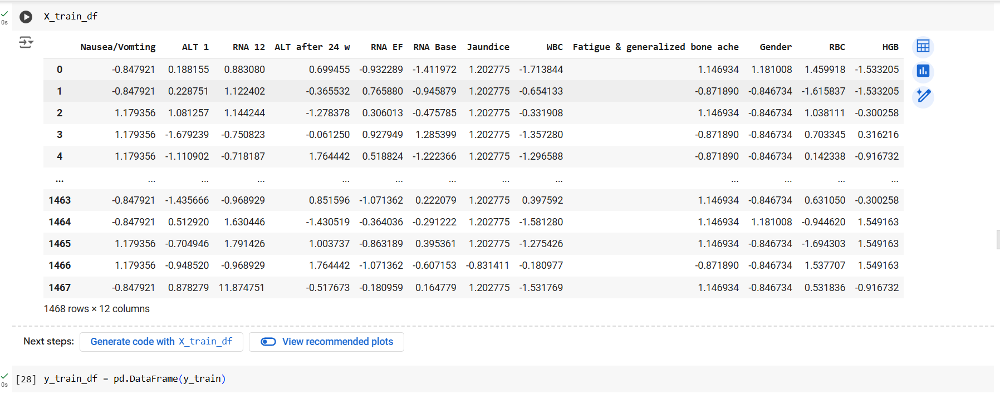 0s
X_train_df
Nausea/Vomting ALT 1 RNA 12 ALT after 24 w RNA EF RNA Base Jaundice WBC Fatigue & generalized bone ache Gender RBC HGB
0 -0.847921 0.188155 0.883080 0.699455 -0.932289 -1.411972 1.202775 -1.713844 1.146934 1.181008 1.459918 -1.533205
1 -0.847921 0.228751 1.122402 -0.365532 0.765880 -0.945879 1.202775 -0.654133 -0.871890 -0.846734 -1.615837 -1.533205
2 1.179356 1.081257 1.144244 -1.278378 0.306013 -0.475785 1.202775 -0.331908 1.146934 -0.846734 1.038111 -0.300258
3 1.179356 -1.679239 -0.750823 -0.061250 0.927949 1.285399 1.202775 -1.357280 -0.871890 -0.846734 0.703345 0.316216
4 1.179356 -1.110902 -0.718187 1.764442 0.518824 -1.222366 1.202775 -1.296588 -0.871890 -0.846734 0.142338 -0.916732
... ... ... ... ... ... ... ... ... ... ... ... ...
1463 -0.847921 -1.435666 -0.968929 0.851596 -1.071362 0.222079 1.202775 0.397592 1.146934 -0.846734 0.631050 -0.300258
1464 -0.847921 0.512920 1.630446 -1.430519 -0.364036 -0.291222 1.202775 -1.581280 1.146934 1.181008 -0.944620 1.549163
1465 1.179356 -0.704946 1.791426 1.003737 -0.863189 0.395361 1.202775 -1.275426 1.146934 -0.846734 -1.694303 1.549163
1466 1.179356 -0.948520 -0.968929 1.764442 -1.071362 -0.607153 -0.831411 -0.180977 -0.871890 -0.846734 1.537707 1.549163
1467 -0.847921 0.878279 11.874751 -0.517673 -0.180959 0.164779 1.202775 -1.531769 1.146934 -0.846734 0.531836 -0.916732
1468 rows × 12 columns
Next steps: Generate code with X_train_df View recommended plots
[28] y_train_df = pd.DataFrame(y_train)
0s